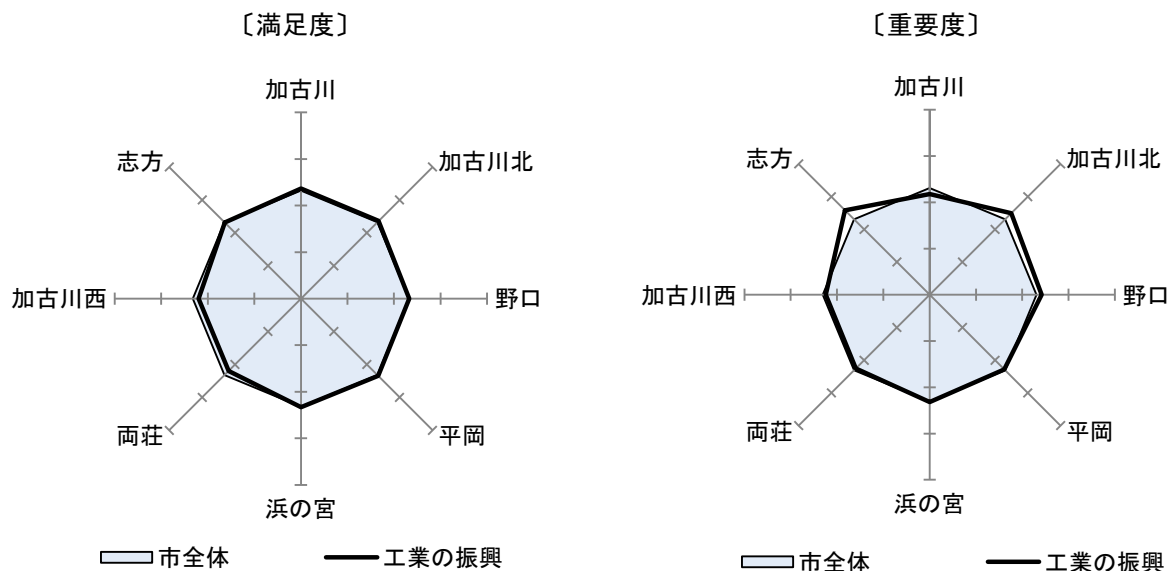 〔満足度〕
加古川
加古川北
野口
平岡
浜の宮
両荘
加古川西
志方
市全体
工業の振興
〔重要度〕
加古川
加古川北
野口
平岡
浜の宮
両荘
加古川西
志方
市全体
工業の振興